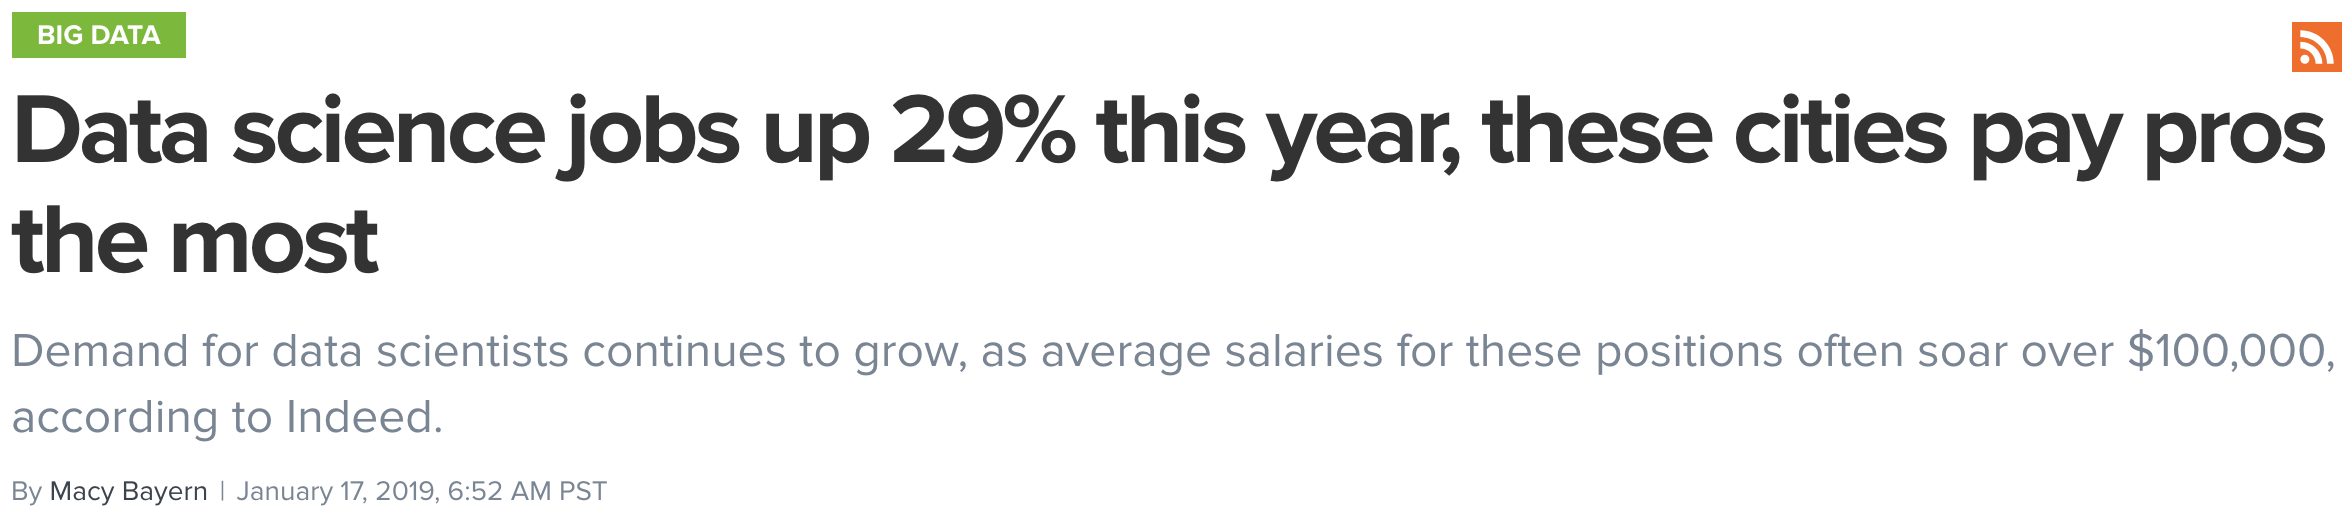 BIG DATA
Data science jobs up 29% this year, these cities pay pros
the most
Demand for data scientists continues to grow, as average salaries for these positions often soar over $100,000,
according to Indeed.
By Macy Bayern | January 17, 2019, 6:52 AM PST